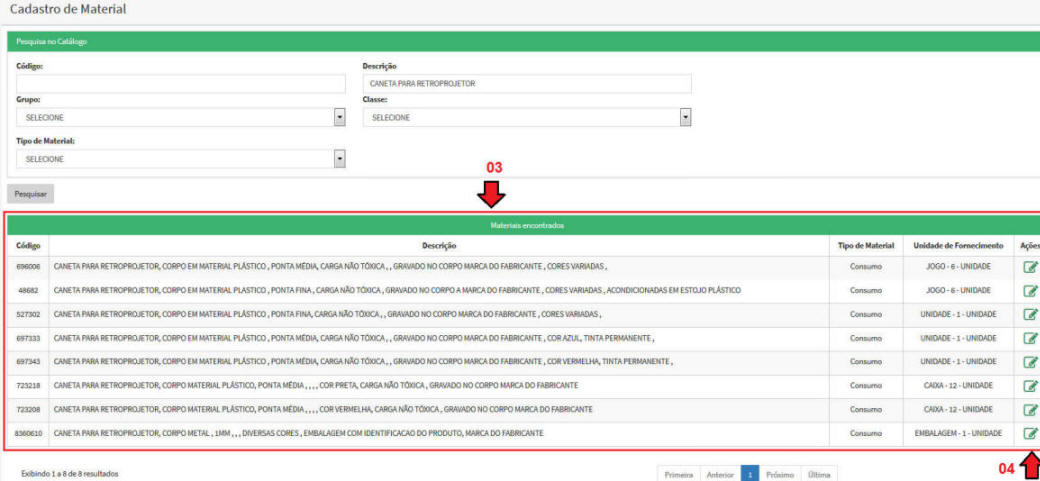 Cadastro de Material
Pesquisa no Catálogo
Código: Descrição
CANETA PARA RETROPROJETOR
Grupo: Classe:
SELECIONE SELECIONE
Tipo de Material:
SELECIONE
03
Pesquisar
Materiais encontrados
Código Descrição Tipo de Material Unidade de Fornecimento Ações
696006 CANETA PARA RETROPROJETOR, CORPO EM MATERIAL PLÁSTICO , PONTA MÉDIA, CARGA NÃO TÓXICA , , GRAVADO NO CORPO MARCA DO FABRICANTE , CORES VARIADAS , Consumo JOGO - 6 - UNIDADE
48682 CANETA PARA RETROPROJETOR, CORPO EM MATERIAL PLASTICO , PONTA FINA , CARGA NÃO TÓXICA , GRAVADO NO CORPO A MARCA DO FABRICANTE , CORES VARIADAS , ACONDICIONADAS EM ESTOJO PLÁSTICO Consumo JOGO - 6 - UNIDADE
527302 CANETA PARA RETROPROJETOR, CORPO EM MATERIAL PLÁSTICO , PONTA FINA, CARGA NÃO TÓXICA , , GRAVADO NO CORPO MARCA DO FABRICANTE , CORES VARIADAS , Consumo UNIDADE - 1 - UNIDADE
697333 CANETA PARA RETROPROJETOR, CORPO EM MATERIAL PLÁSTICO , PONTA MÉDIA, CARGA NÃO TÓXICA , , GRAVADO NO CORPO MARCA DO FABRICANTE , COR AZUL, TINTA PERMANENTE , Consumo UNIDADE - 1 - UNIDADE
697343 CANETA PARA RETROPROJETOR, CORPO EM MATERIAL PLÁSTICO , PONTA MÉDIA, CARGA NÃO TÓXICA , , GRAVADO NO CORPO MARCA DO FABRICANTE , COR VERMELHA, TINTA PERMANENTE , Consumo UNIDADE - 1 - UNIDADE
723218 CANETA PARA RETROPROJETOR, CORPO MATERIAL PLÁSTICO, PONTA MÉDIA , , , , COR PRETA, CARGA NÃO TÓXICA , GRAVADO NO CORPO MARCA DO FABRICANTE Consumo CAIXA - 12 - UNIDADE
723208 CANETA PARA RETROPROJETOR, CORPO MATERIAL PLÁSTICO, PONTA MÉDIA , , , , COR VERMELHA, CARGA NÃO TÓXICA , GRAVADO NO CORPO MARCA DO FABRICANTE Consumo CAIXA - 12 - UNIDADE
8360610 CANETA PARA RETROPROJETOR, CORPO METAL , 1MM , , , DIVERSAS CORES , EMBALAGEM COM IDENTIFICACAO DO PRODUTO, MARCA DO FABRICANTE Consumo EMBALAGEM - 1 - UNIDADE
Exibindo 1 a 8 de 8 resultados Primeira Anterior 1 Próximo Última 04